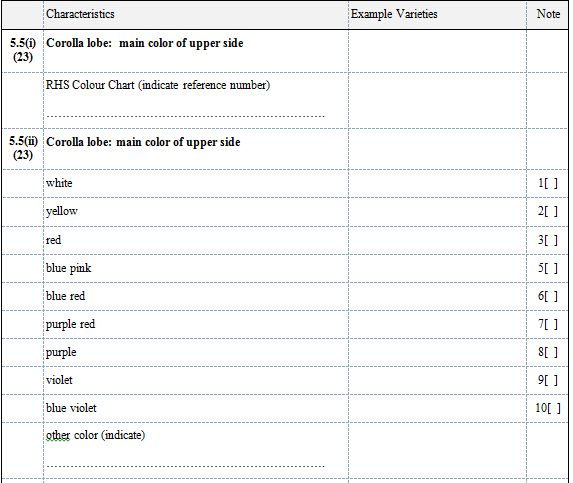 Characteristics Example Varieties Note
5.5(i) Corolla lobe: main color of upper side
(23)
RHS Colour Chart (indicate reference number)
................................................................................
5.5(ii) Corolla lobe: main color of upper side
(23)
white 1[ ]
yellow 2[ ]
red 3[ ]
blue pink 5[ ]
blue red 6[ ]
purple red 7[ ]
purple 8[ ]
violet 9[ ]
blue violet 10[ ]
other color (indicate)
................................................................................